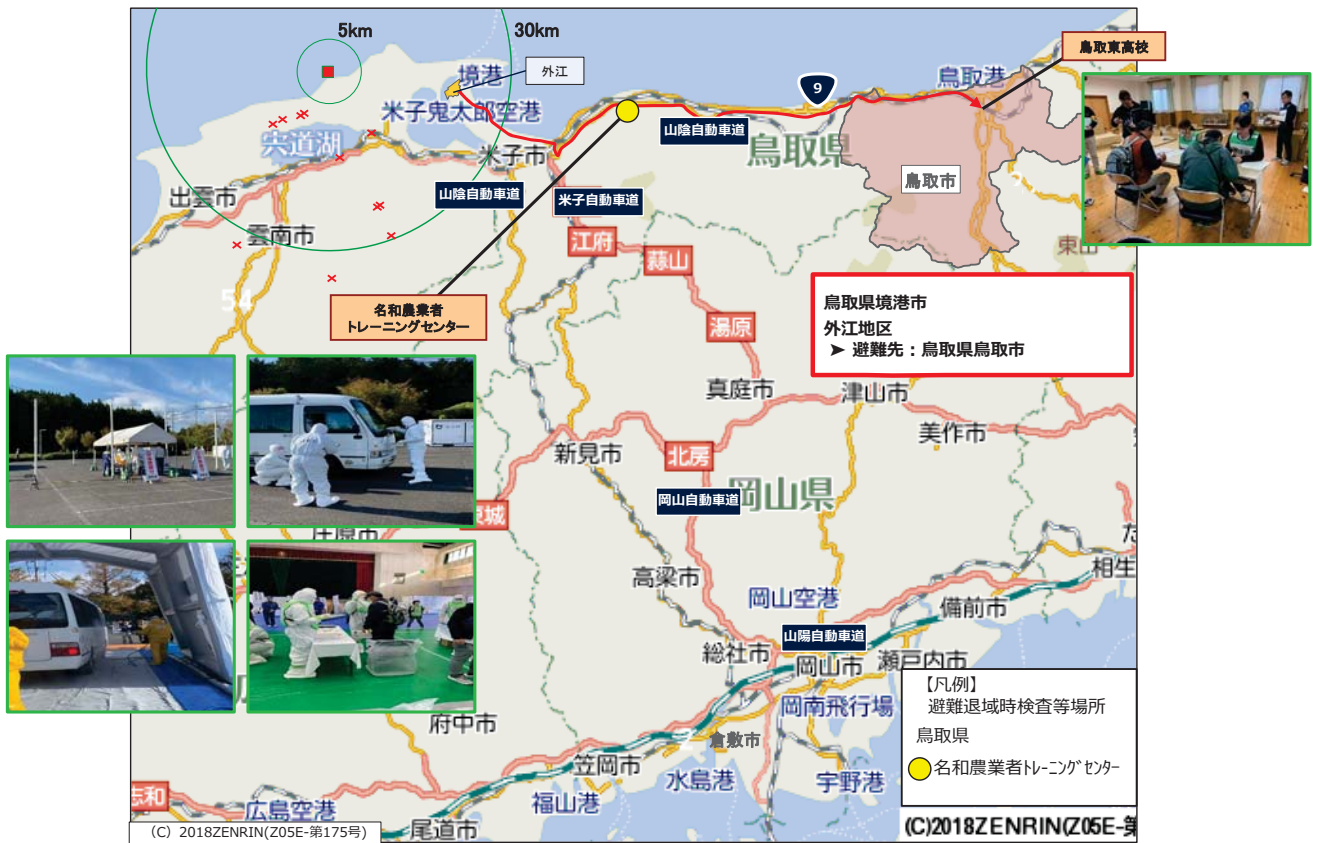 5km
30km
外江
境港
米子鬼太郎空港
宍道湖
米子市
出雲市
雲南市
54
山陰自動車道
米子自動車道
山陰自動車道
9
鳥取県
鳥取港
鳥取東高校
鳥取市
9
東山
江府
蒜山
湯原
真庭市
津山市
美作市
名和農業者
トレーニングセンター
鳥取県境港市
外江地区
➤ 避難先:鳥取県鳥取市
新見市
北房
岡山自動車道
岡山県
東城
庄原市
高梁市
岡山空港
相生
備前市
山陽自動車道
総社市
岡山市
瀬戸内市
岡南飛行場
府中市
倉敷市
2
笠岡市
水島港
宇野港
福山港
志和
広島空港
尾道市
【凡例】
避難退域時検査等場所
鳥取県
名和農業者トレーニングセンター
(C) 2018ZENRIN(Z05E-第175号)
(C)2018ZENRIN(Z05E-第